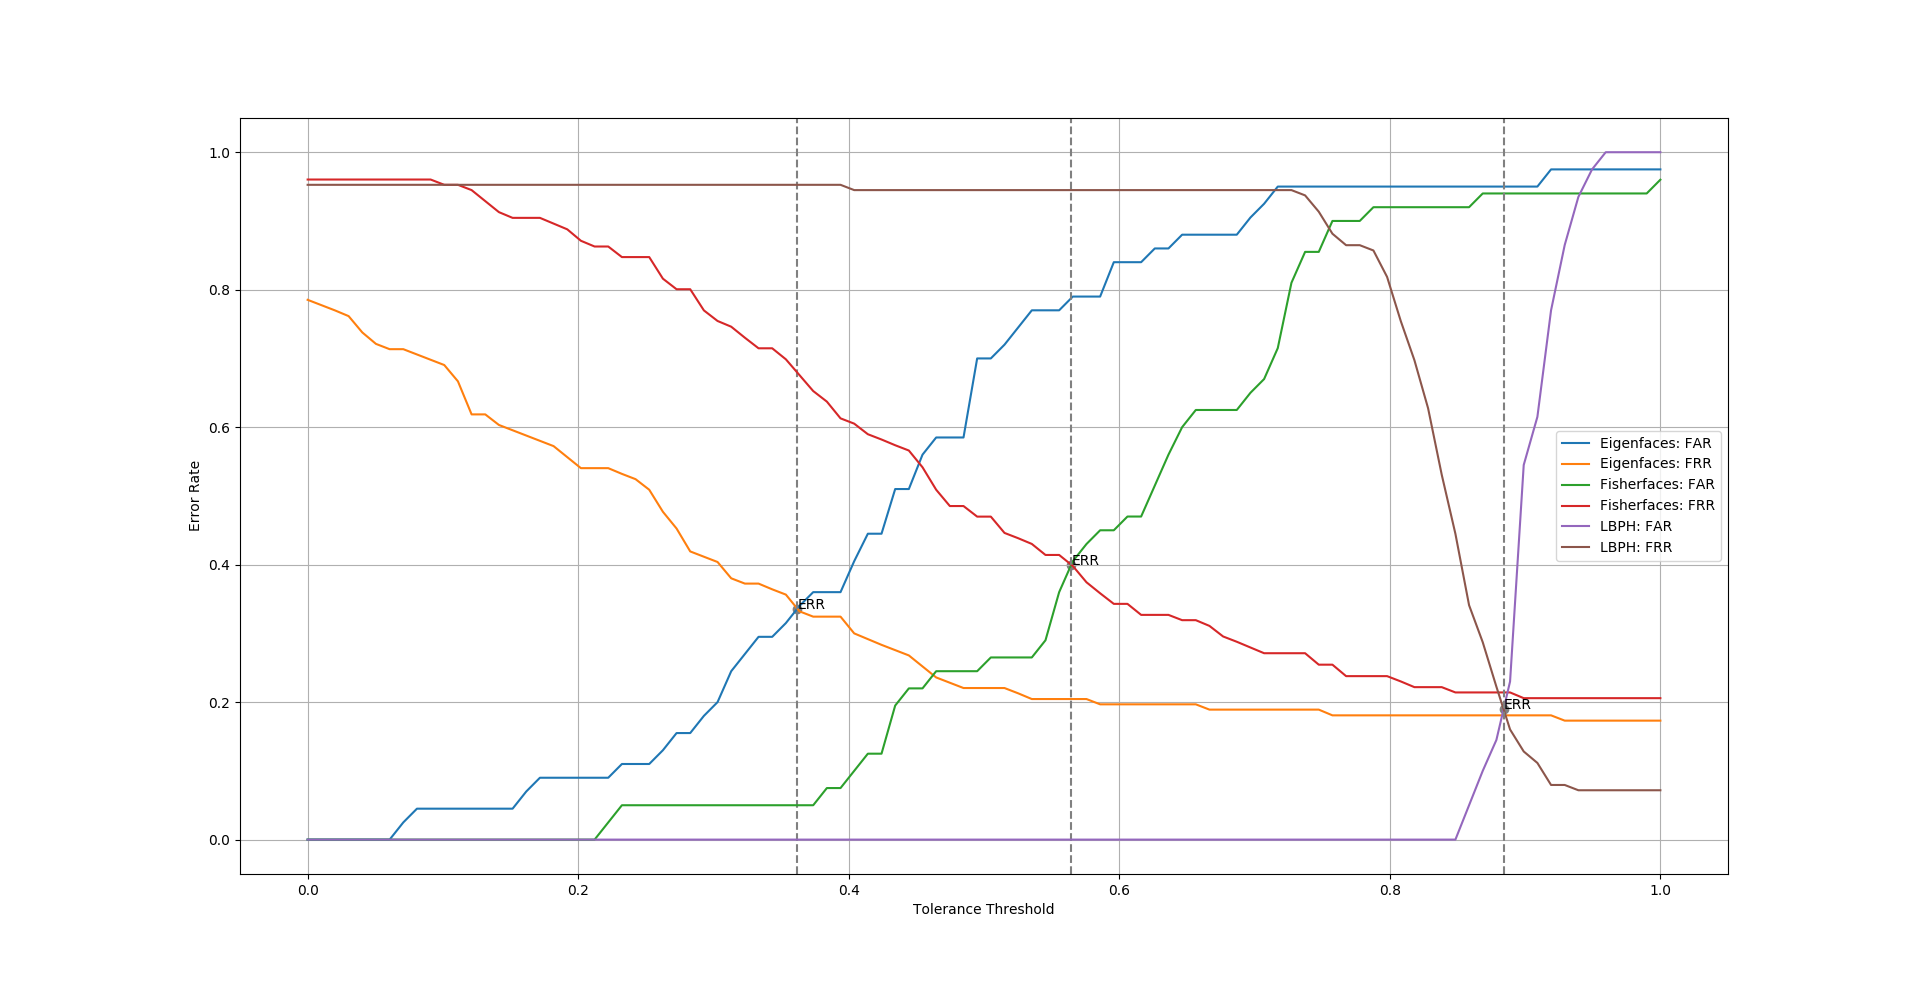 1.0
0.8
0.6
0.4
0.2
0.0
Error Rate
ERR
ERR
ERR
Eigenfaces: FAR
Eigenfaces: FRR
Fisherfaces: FAR
Fisherfaces: FRR
LBPH: FAR
LBPH: FRR
0.0 0.2 0.4 0.6 0.8 1.0
Tolerance Threshold